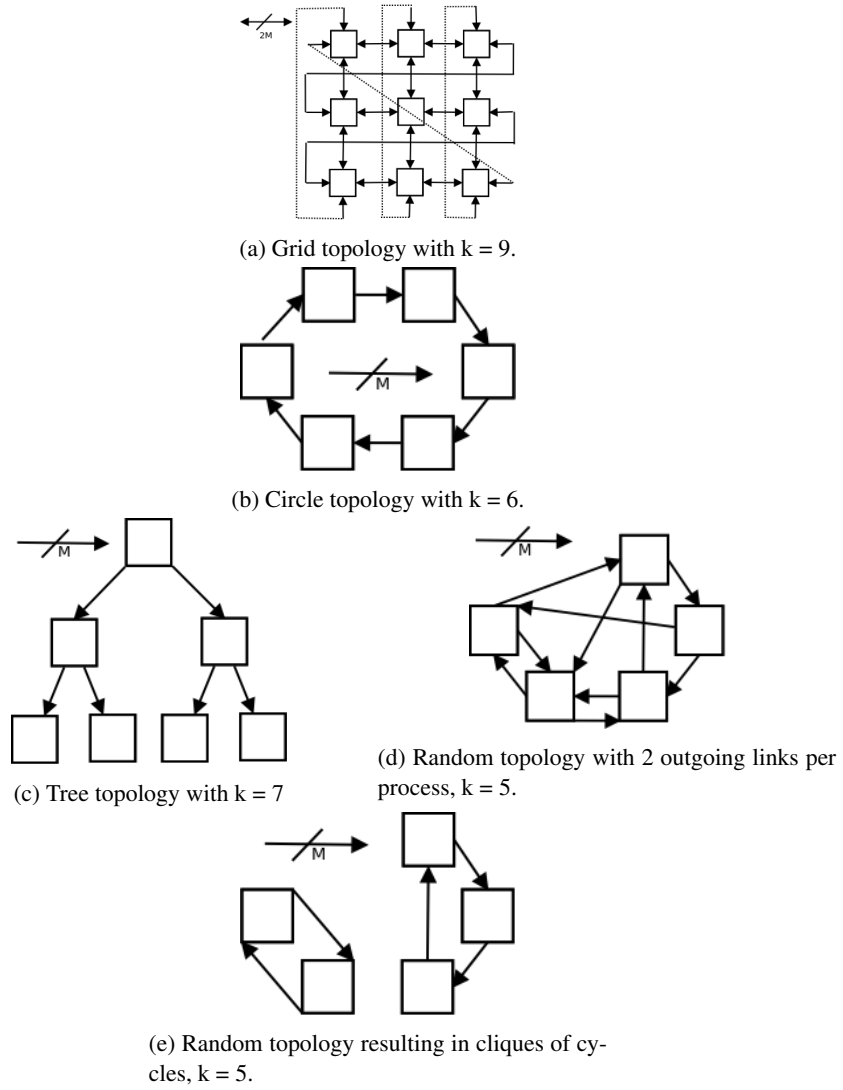 2M
(a) Grid topology with k = 9.
M
(b) Circle topology with k = 6.
M
(c) Tree topology with k = 7
M
(d) Random topology with 2 outgoing links per
process, k = 5.
M
(e) Random topology resulting in cliques of cy-
cles, k = 5.